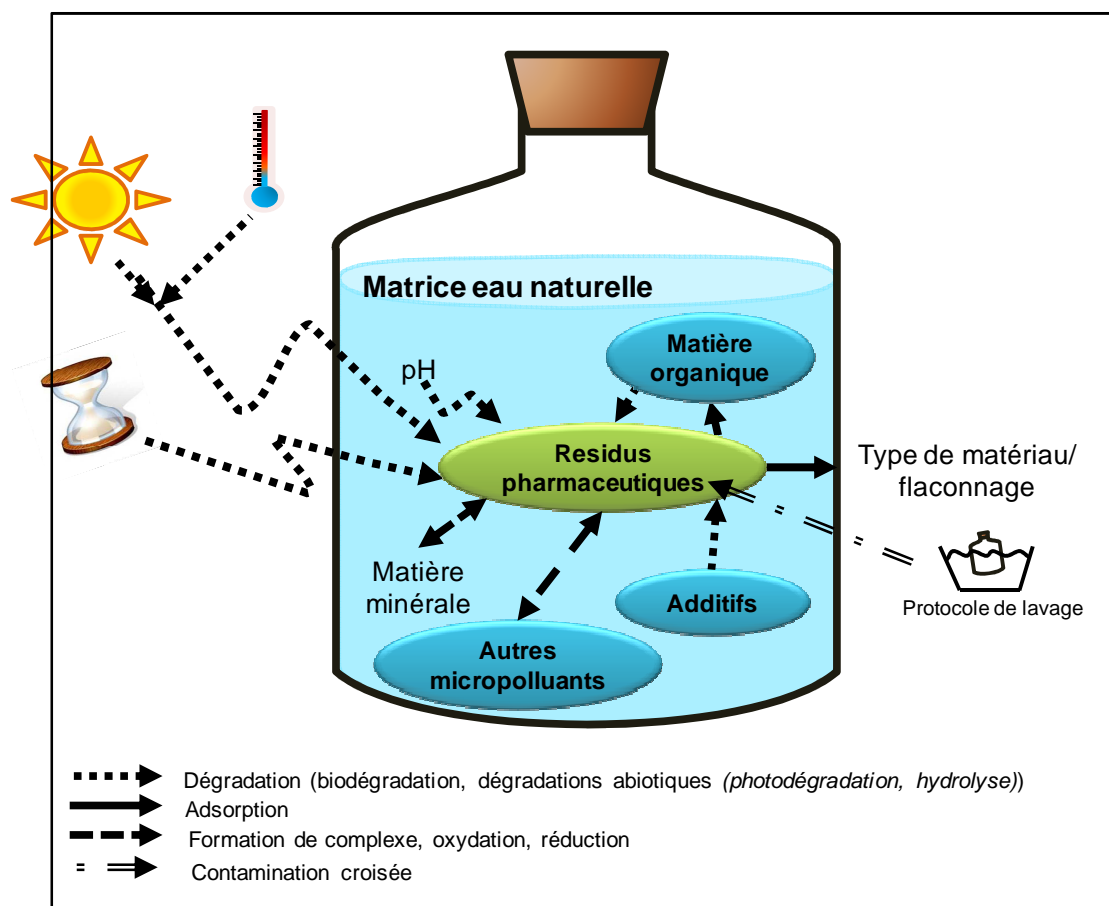 Matrice eau naturelle
Matière
organique
pH
Residus
pharmaceutiques
Type de matériau/
flaconnage
Matière
minérale
Additifs
Protocole de lavage
Autres
micropolluants
Dégradation (biodégradation, dégradations abiotiques (photodégradation, hydrolyse))
Adsorption
Formation de complexe, oxydation, réduction
Contamination croisée